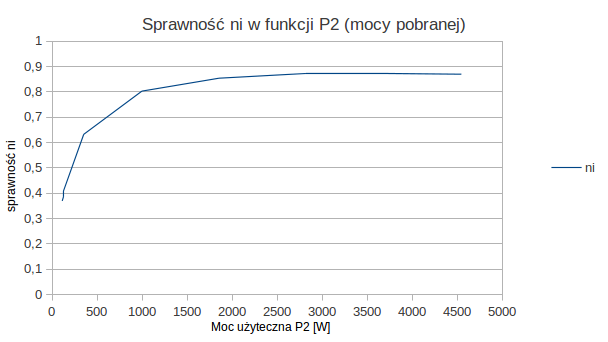 Sprawność ni w funkcji P2 (mocy pobranej)
1
0,9
0,8
0,7
0,6
0,5
0,4
0,3
0,2
0,1
0
sprawność ni
0 500 1000 1500 2000 2500 3000 3500 4000 4500 5000
Moc użyteczna P2 [W]
ni